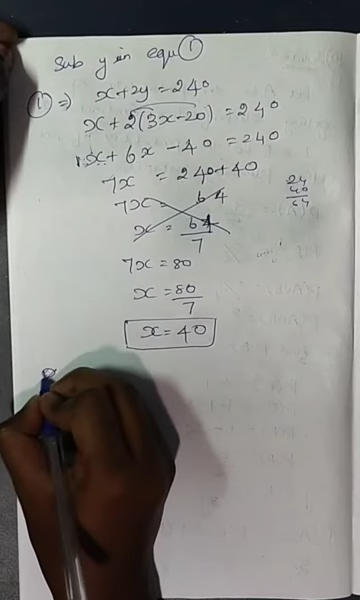 Sub y in equ ①
① ⇒ x + 2y = 240
x + 2(3x - 20) = 240
x + 6x - 40 = 240
7x = 240 + 40
7x = 64
x = 64/7
24
40
64
7x = 80
x = 80/7
x = 40